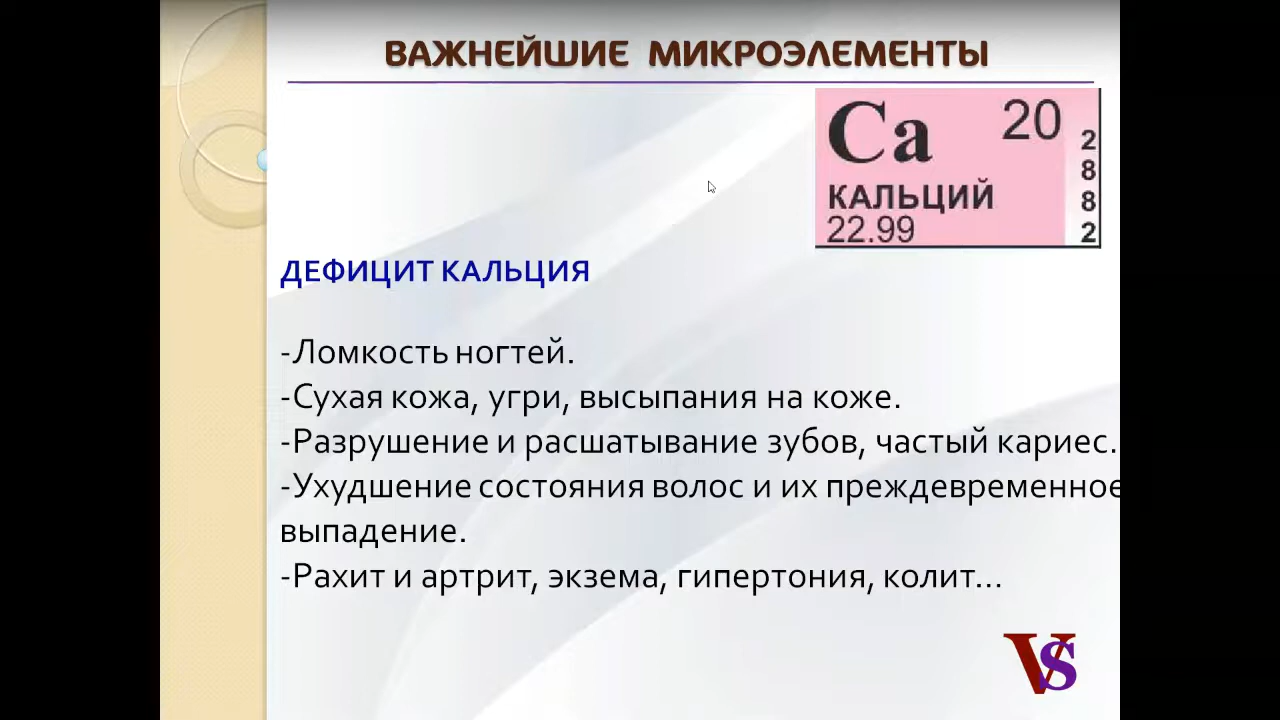 ВАЖНЕЙШИЕ МИКРОЭЛЕМЕНТЫ
Ca 20
КАЛЬЦИЙ
22.99
2
8
8
2
ДЕФИЦИТ КАЛЬЦИЯ
-Ломкость ногтей.
-Сухая кожа, угри, высыпания на коже.
-Разрушение и расшатывание зубов, частый кариес.
-Ухудшение состояния волос и их преждевременное
выпадение.
-Рахит и артрит, экзема, гипертония, колит...
VS